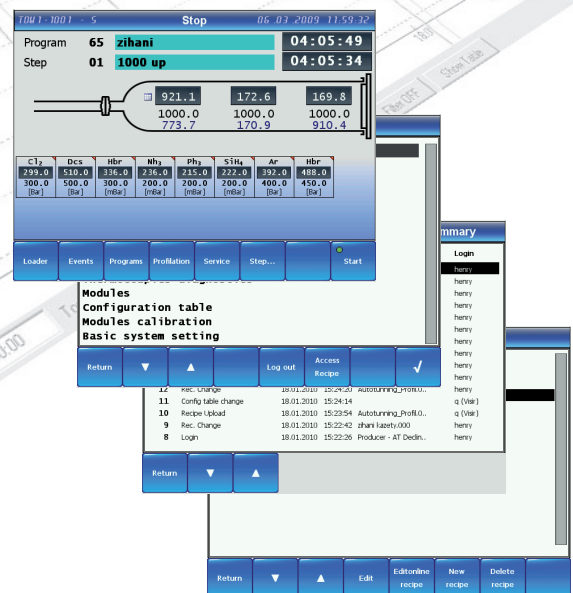 TOW1-1001 - S Stop 06.03.2009 11:59:32
Program 65 zihani 04:05:49
Step 01 1000 up 04:05:34
921.1 172.6 169.8
1000.0 1000.0 1000.0
773.7 170.9 910.4
Cl₂ Dcs Hbr Nh₃ Ph₃ SiH₄ Ar Hbr
299.0 510.0 336.0 236.0 215.0 222.0 392.0 488.0
300.0 500.0 300.0 200.0 200.0 200.0 400.0 450.0
[Bar] [Bar] [mBar] [mBar] [mBar] [mBar] [Bar] [Bar]
Loader Events Programs Profilation Service Step... Start
Filter OFF Show Table
Modules
Configuration table
Modules calibration
Basic system setting
Return ▼ ▲ Log out Access Recipe √
mmary
Login
henry
henry
henry
henry
henry
henry
henry
henry
henry
henry
12 Rec. Change 18.01.2010 15:24:20 Autotunning_Profil.0.. henry
11 Config table change 18.01.2010 15:24:14 q (Visir)
10 Recipe Upload 18.01.2010 15:23:54 Autotunning_Profil.0.. q (Visir)
9 Rec. Change 18.01.2010 15:22:42 zihani kazety.000 henry
8 Login 18.01.2010 15:22:26 Producer - AT Declin.. henry
Return ▼ ▲
Return ▼ ▲ Edit Editonline recipe New recipe Delete recipe